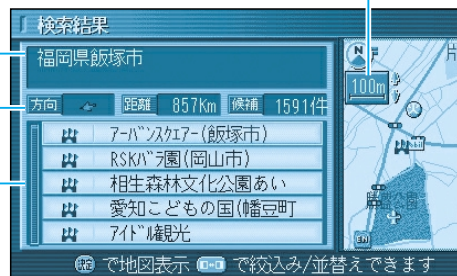 検索結果
福岡県飯塚市
方向 距離 857Km 候補 1591件
100m
ｱｰﾊﾞﾝｽｸｴｱｰ(飯塚市)
RSKﾊﾞﾗ園(岡山市)
相生森林文化公園あい
愛知こどもの国(幡豆町
ｱｲﾄﾞﾙ観光
決定 で地図表示 で絞込み/並替えできます
N
片
EN